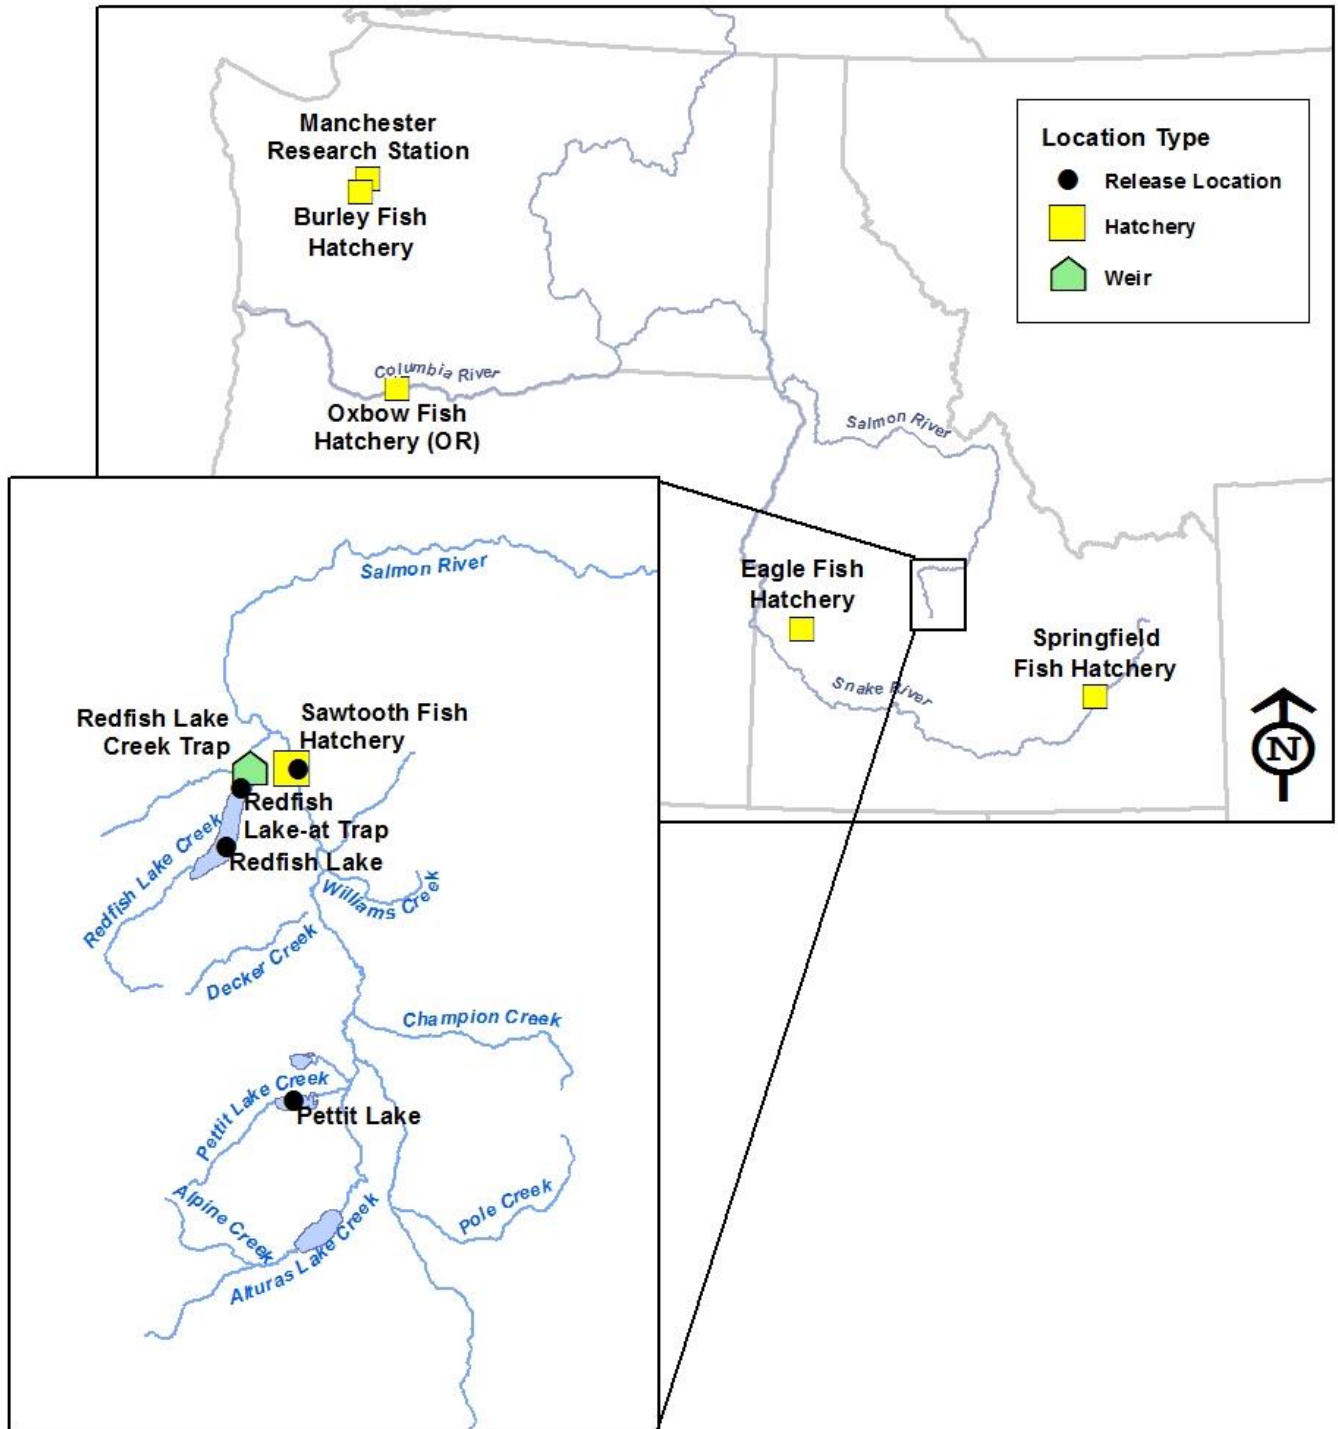 Manchester
Research Station
Burley Fish
Hatchery
Location Type
Release Location
Hatchery
Weir
Columbia River
Oxbow Fish
Hatchery (OR)
Salmon River
Eagle Fish
Hatchery
Springfield
Fish Hatchery
Snake River
N
Salmon River
Redfish Lake
Creek Trap
Sawtooth Fish
Hatchery
Redfish
Lake-at Trap
Redfish Lake
Redfish Lake Creek
Williams Creek
Decker Creek
Champion Creek
Pettit Lake Creek
Pettit Lake
Alpine Creek
Pole Creek
Alturas Lake Creek